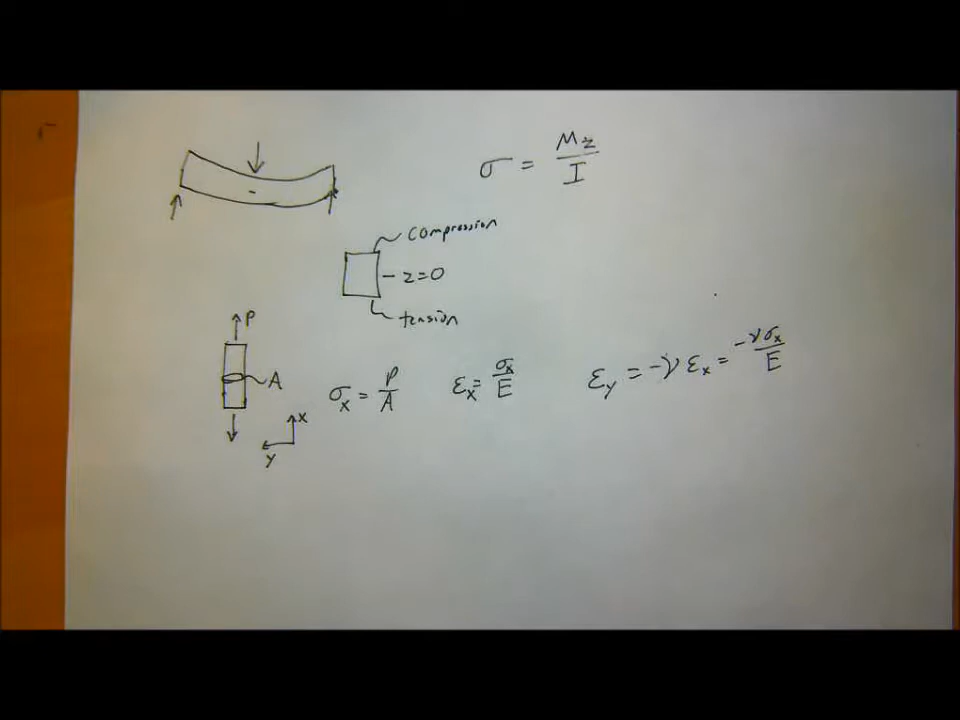 σ = Mz/I
compression
z=0
tension
P
A
σx = P/A
εx = σx/E
εy = -ν εx = -νσx/E
x
y